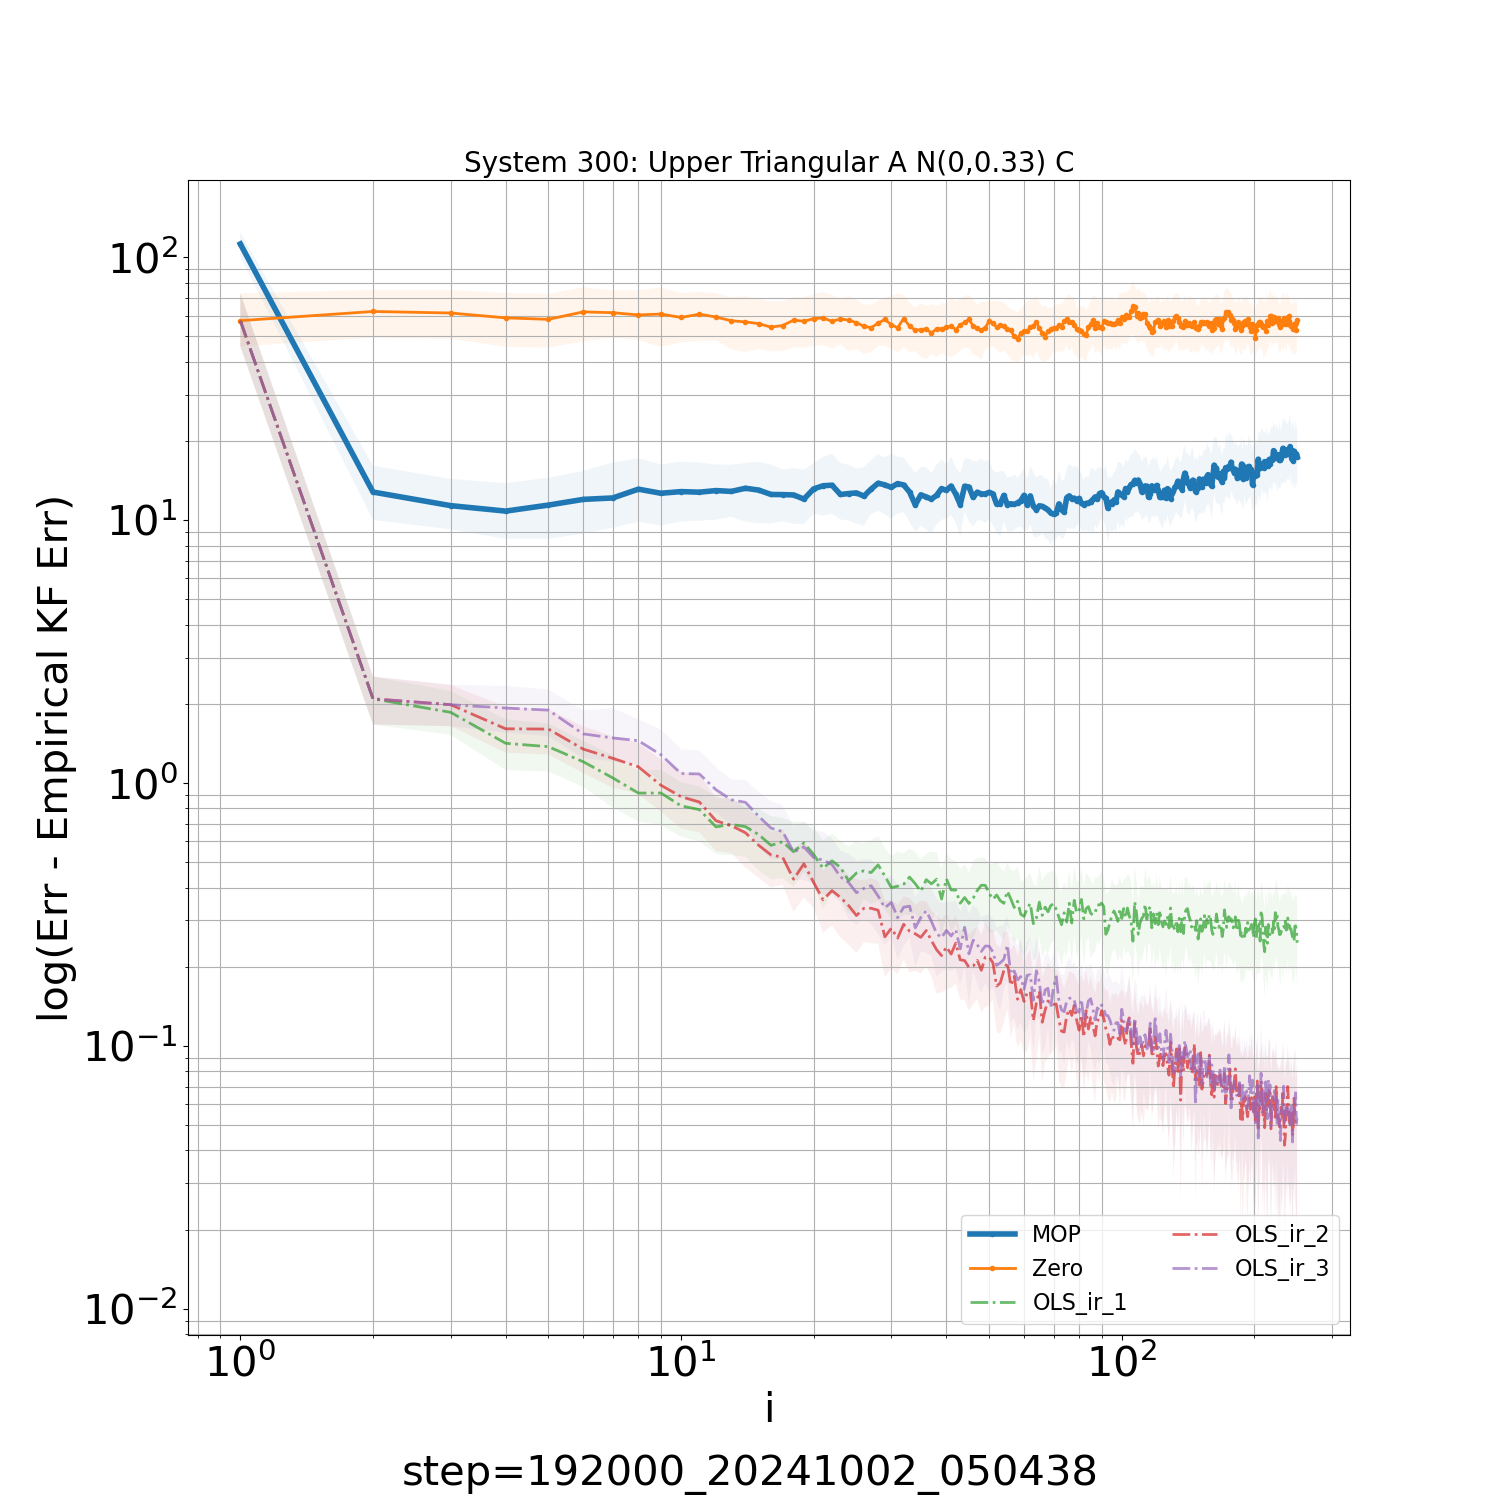 System 300: Upper Triangular A N(0,0.33) C
log(Err - Empirical KF Err)
10²
10¹
10⁰
10⁻¹
10⁻²
MOP
Zero
OLS_ir_1
OLS_ir_2
OLS_ir_3
10⁰ 10¹ 10²
i
step=192000_20241002_050438